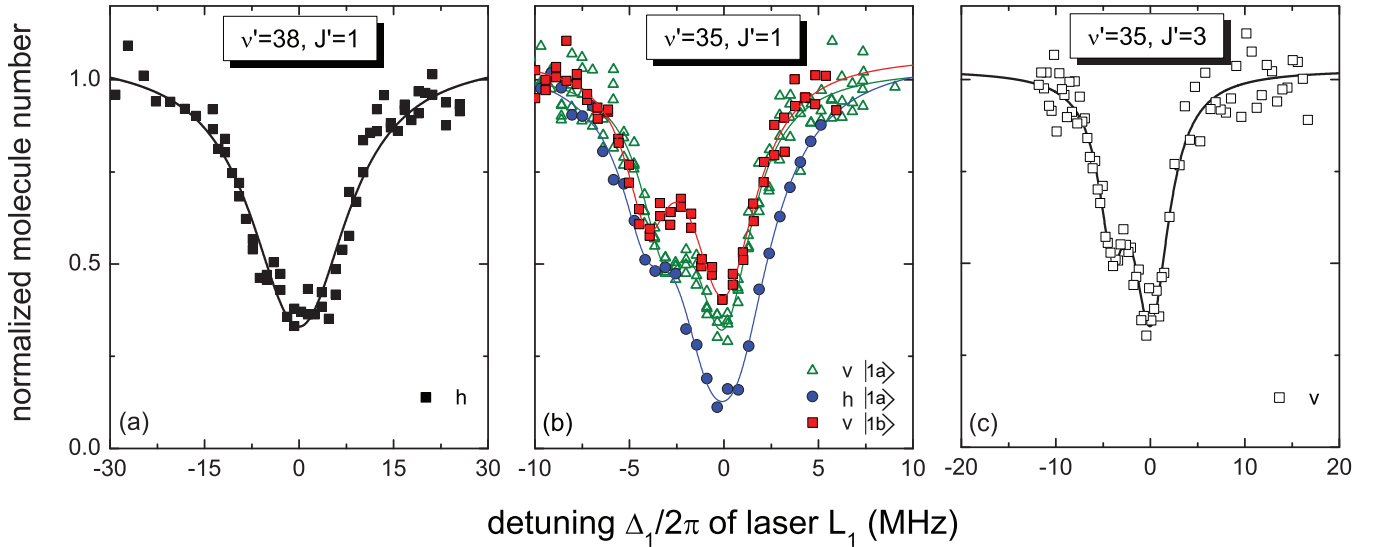 normalized molecule number
1.0
0.5
0.0
ν'=38, J'=1
h
(a)
-30 -15 0 15 30
ν'=35, J'=1
v |1a⟩
h |1a⟩
v |1b⟩
(b)
-10 -5 0 5 10
ν'=35, J'=3
v
(c)
-20 -10 0 10 20
detuning Δ₁/2π of laser L₁ (MHz)